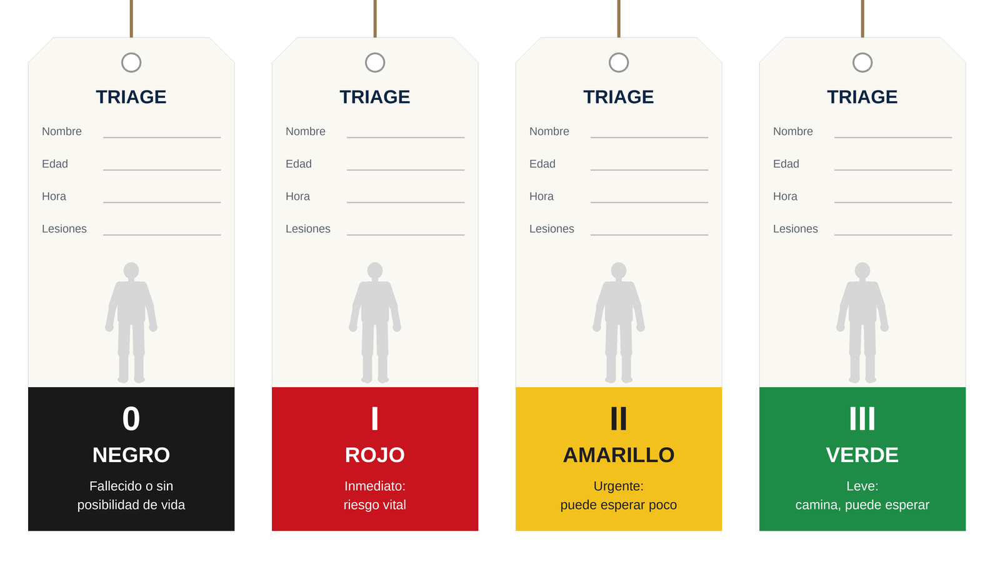 TRIAGE
Nombre
Edad
Hora
Lesiones
0
NEGRO
Fallecido o sin
posibilidad de vida
TRIAGE
Nombre
Edad
Hora
Lesiones
I
ROJO
Inmediato:
riesgo vital
TRIAGE
Nombre
Edad
Hora
Lesiones
II
AMARILLO
Urgente:
puede esperar poco
TRIAGE
Nombre
Edad
Hora
Lesiones
III
VERDE
Leve:
camina, puede esperar